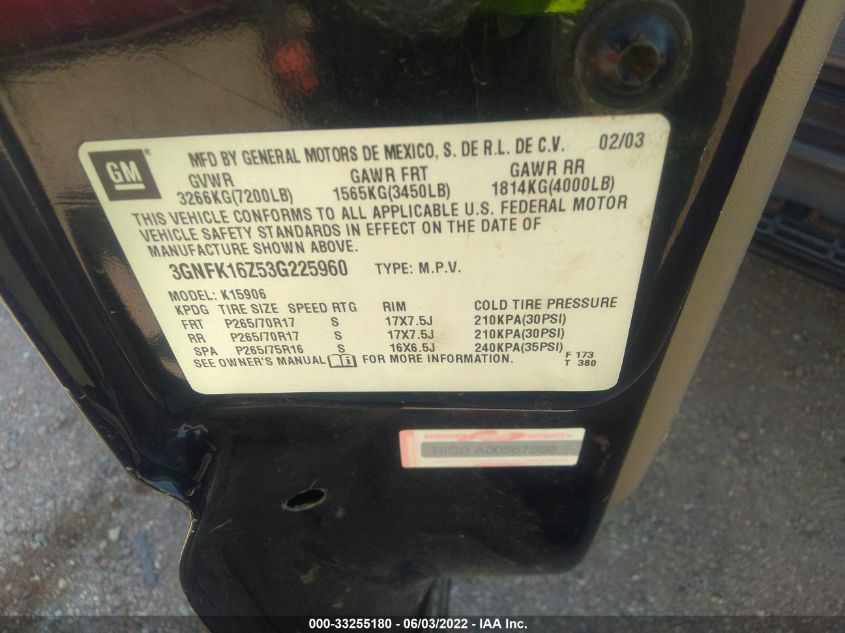 GM
MFD BY GENERAL MOTORS DE MEXICO, S. DE R.L. DE C.V. 02/03
GVWR GAWR FRT GAWR RR
3266KG(7200LB) 1565KG(3450LB) 1814KG(4000LB)
THIS VEHICLE CONFORMS TO ALL APPLICABLE U.S. FEDERAL MOTOR
VEHICLE SAFETY STANDARDS IN EFFECT ON THE DATE OF
MANUFACTURE SHOWN ABOVE.
3GNFK16Z53G225960 TYPE: M.P.V.
MODEL: K15906
KPDG TIRE SIZE SPEED RTG RIM COLD TIRE PRESSURE
FRT P265/70R17 S 17X7.5J 210KPA(30PSI)
RR P265/70R17 S 17X7.5J 210KPA(30PSI)
SPA P265/75R16 S 16X6.5J 240KPA(35PSI)
SEE OWNER'S MANUAL FOR MORE INFORMATION.
F 173
T 380
NICB
000-33255180 - 06/03/2022 - IAA Inc.